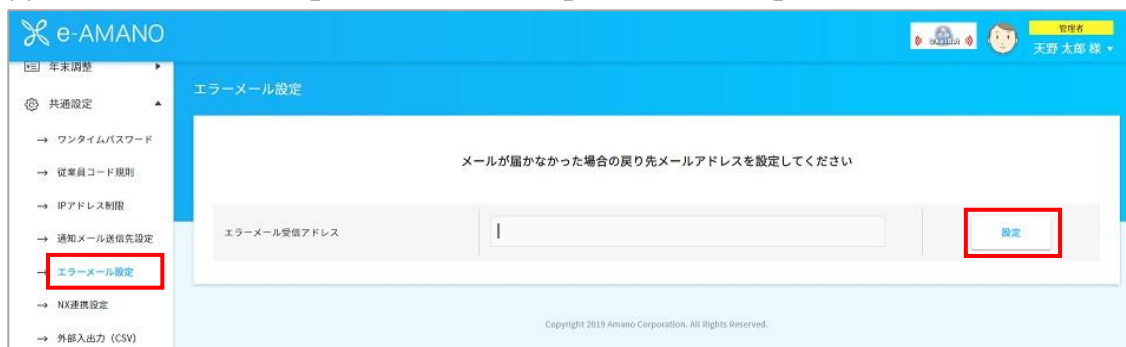 e-AMANO
管理者
天野 太郎 様
年末調整
共通設定
→ ワンタイムパスワード
→ 従業員コード規則
→ IPアドレス制限
→ 通知メール送信先設定
→ エラーメール設定
→ NX連携設定
→ 外部入出力（CSV）
エラーメール設定
メールが届かなかった場合の戻り先メールアドレスを設定してください
エラーメール受信アドレス
設定
Copyright 2019 Amano Corporation. All Rights Reserved.